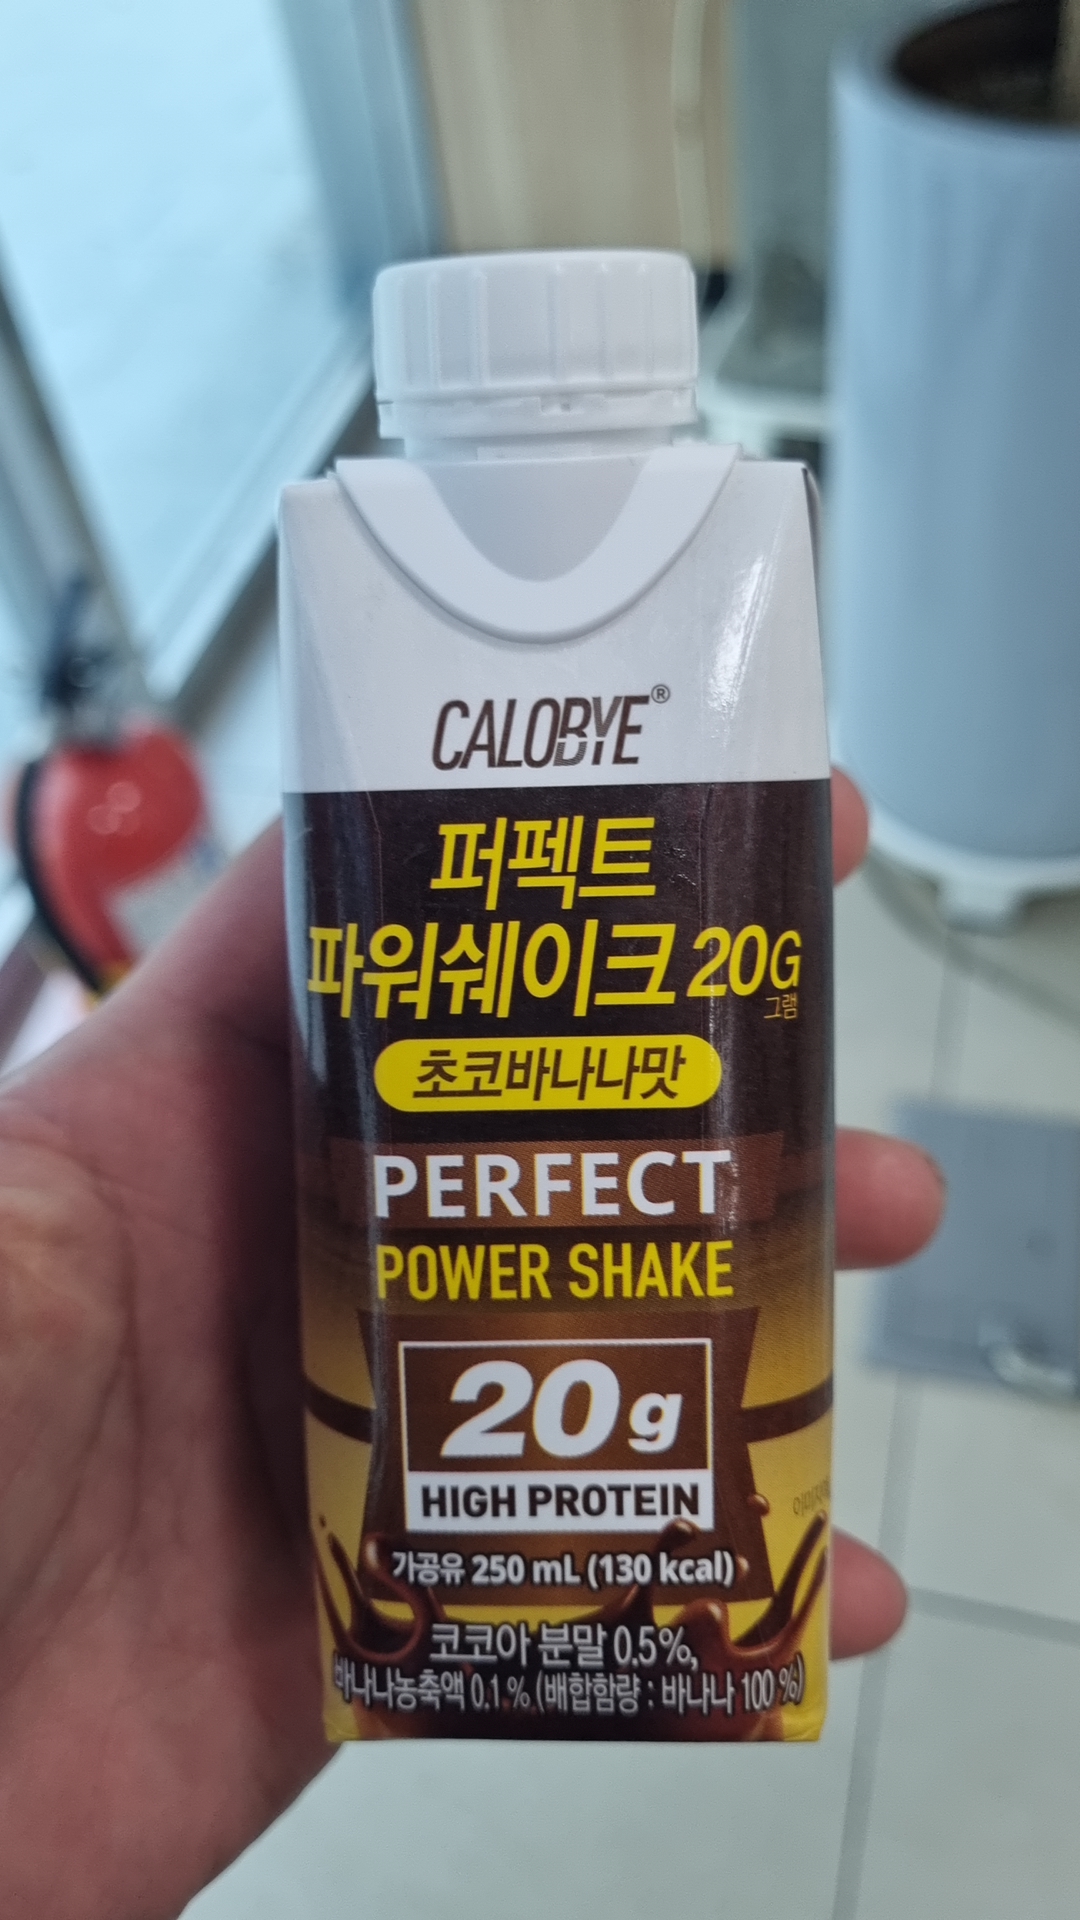 CALOBYE®
퍼펙트
파워쉐이크 20G
그램
초코바나나맛
PERFECT
POWER SHAKE
20g
HIGH PROTEIN
가공유 250 mL (130 kcal)
코코아 분말 0.5%,
바나나농축액 0.1 % (배합함량 : 바나나 100 %)